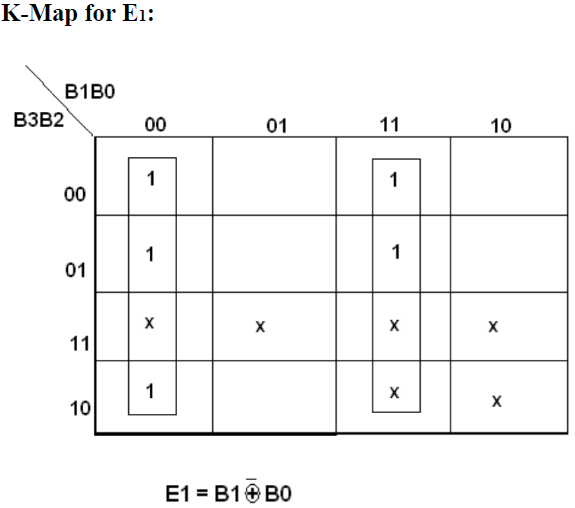 K-Map for E1:
B1B0
B3B2 00 01 11 10
00 1 1
01 1 1
11 x x x x
10 1 x x
E1 = B1 ⊕̅ B0